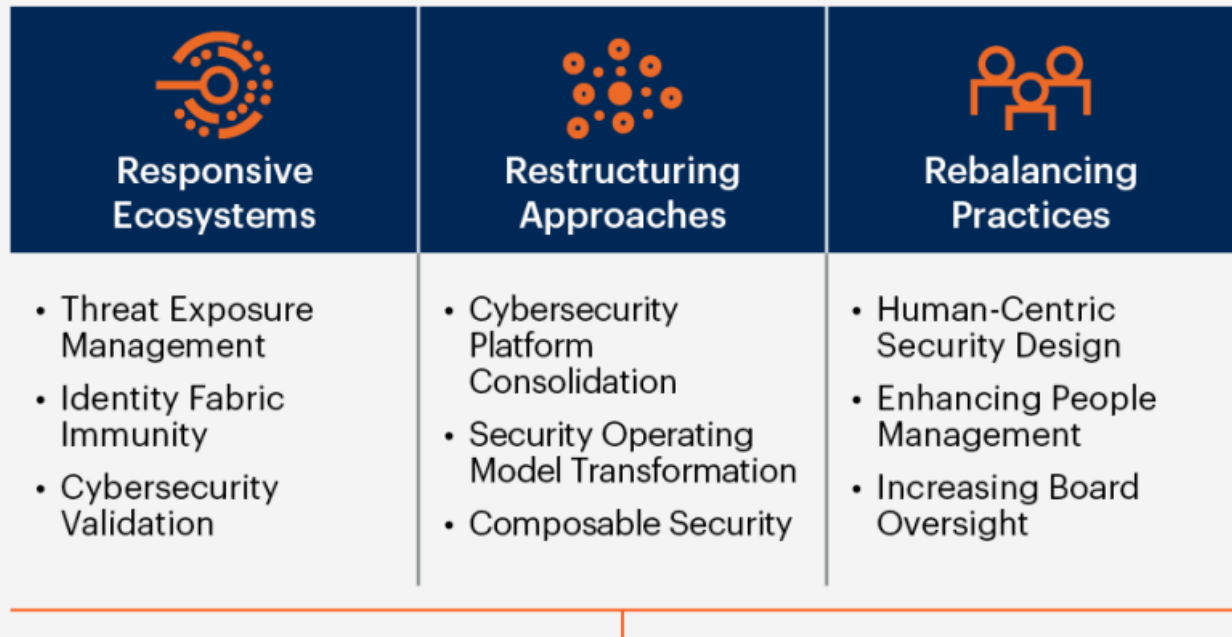 Responsive
Ecosystems
• Threat Exposure
Management
• Identity Fabric
Immunity
• Cybersecurity
Validation
Restructuring
Approaches
• Cybersecurity
Platform
Consolidation
• Security Operating
Model Transformation
• Composable Security
Rebalancing
Practices
• Human-Centric
Security Design
• Enhancing People
Management
• Increasing Board
Oversight